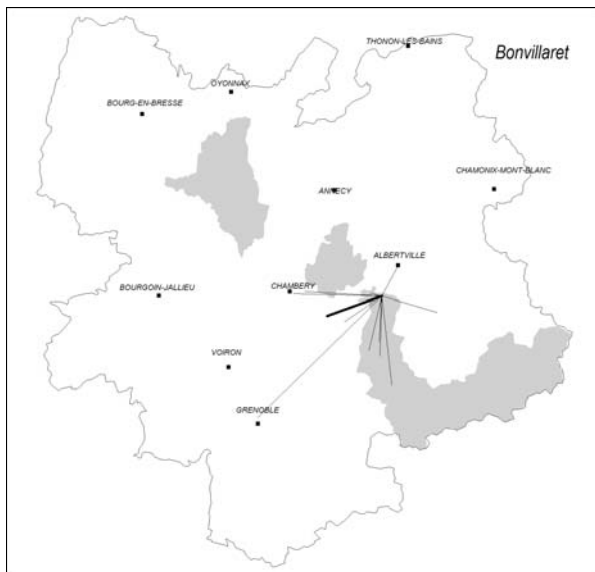 THONON-LES-BAINS
Bonvillaret
OYONNAX
BOURG-EN-BRESSE
CHAMONIX-MONT-BLANC
ANNECY
ALBERTVILLE
BOURGOIN-JALLIEU
CHAMBERY
VOIRON
GRENOBLE